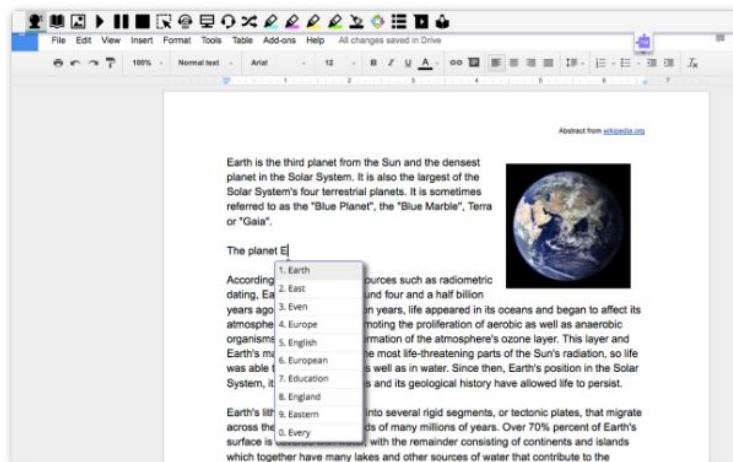 File Edit View Insert Format Tools Table Add-ons Help All changes saved in Drive
100% Normal text Arial 12 B I U A
1 2 3 4 5 6 7
Abstract from wikipedia.org
Earth is the third planet from the Sun and the densest
planet in the Solar System. It is also the largest of the
Solar System's four terrestrial planets. It is sometimes
referred to as the "Blue Planet", the "Blue Marble", Terra
or "Gaia".
The planet E
1. Earth
2. East
3. Even
4. Europe
5. English
6. European
7. Education
8. England
9. Eastern
0. Every
According ources such as radiometric
dating, Ea und four and a half billion
years ago n years, life appeared in its oceans and began to affect its
atmosphe moting the proliferation of aerobic as well as anaerobic
organisms rmation of the atmosphere's ozone layer. This layer and
Earth's ma he most life-threatening parts of the Sun's radiation, so life
was able t s well as in water. Since then, Earth's position in the Solar
System, it s and its geological history have allowed life to persist.
Earth's lith into several rigid segments, or tectonic plates, that migrate
across the ds of many millions of years. Over 70% percent of Earth's
surface is with the remainder consisting of continents and islands
which together have many lakes and other sources of water that contribute to the